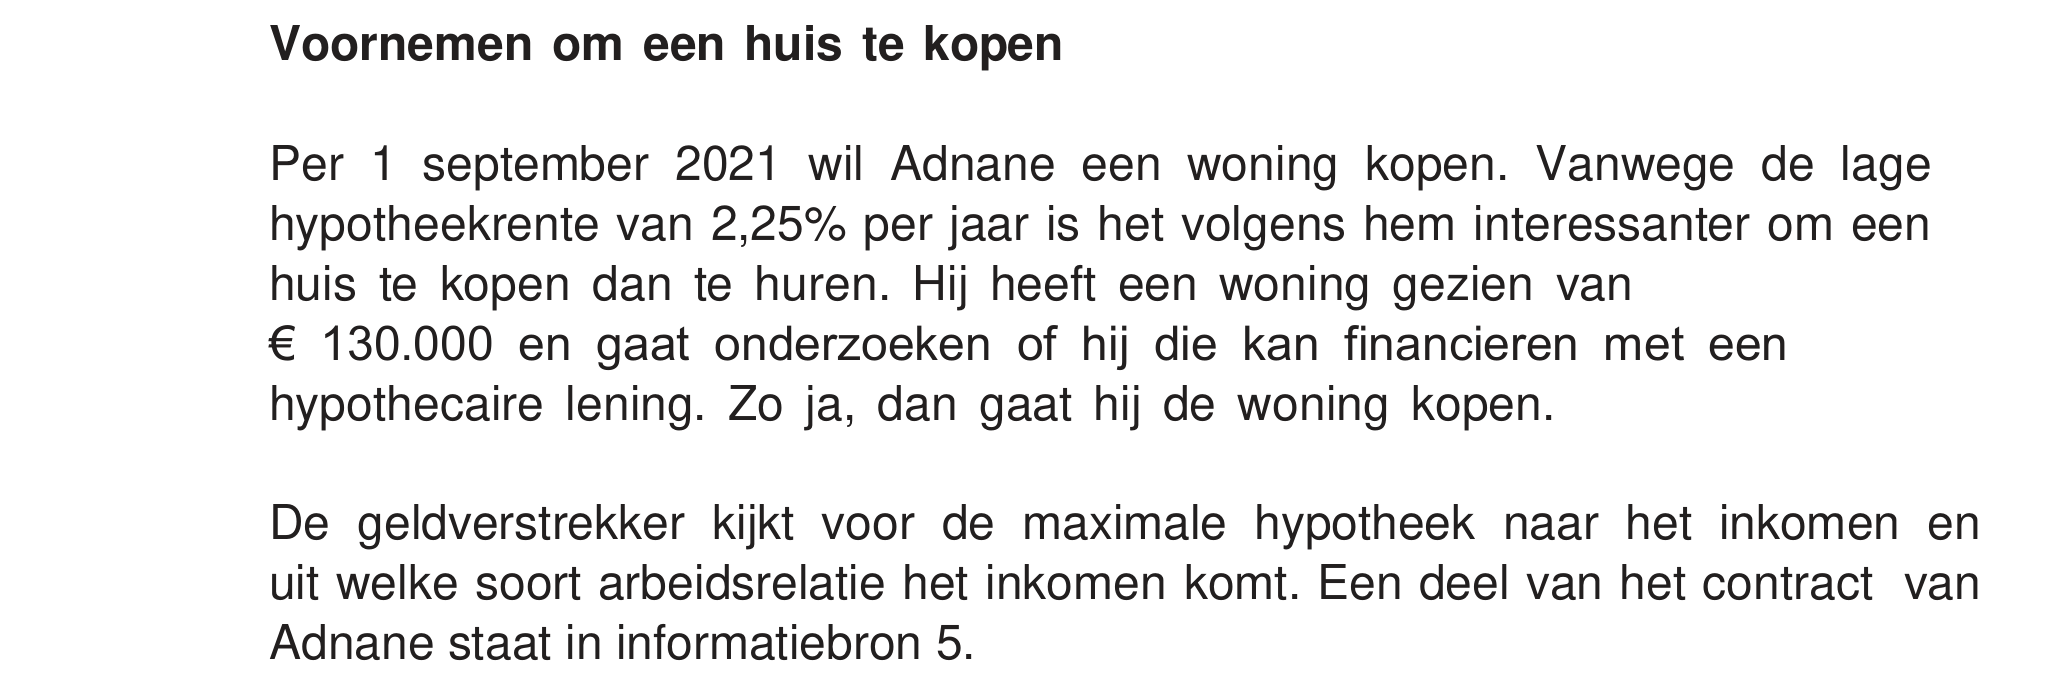 Voornemen om een huis te kopen
Per 1 september 2021 wil Adnane een woning kopen. Vanwege de lage
hypotheekrente van 2,25% per jaar is het volgens hem interessanter om een
huis te kopen dan te huren. Hij heeft een woning gezien van
€ 130.000 en gaat onderzoeken of hij die kan financieren met een
hypothecaire lening. Zo ja, dan gaat hij de woning kopen.
De geldverstrekker kijkt voor de maximale hypotheek naar het inkomen en
uit welke soort arbeidsrelatie het inkomen komt. Een deel van het contract van
Adnane staat in informatiebron 5.